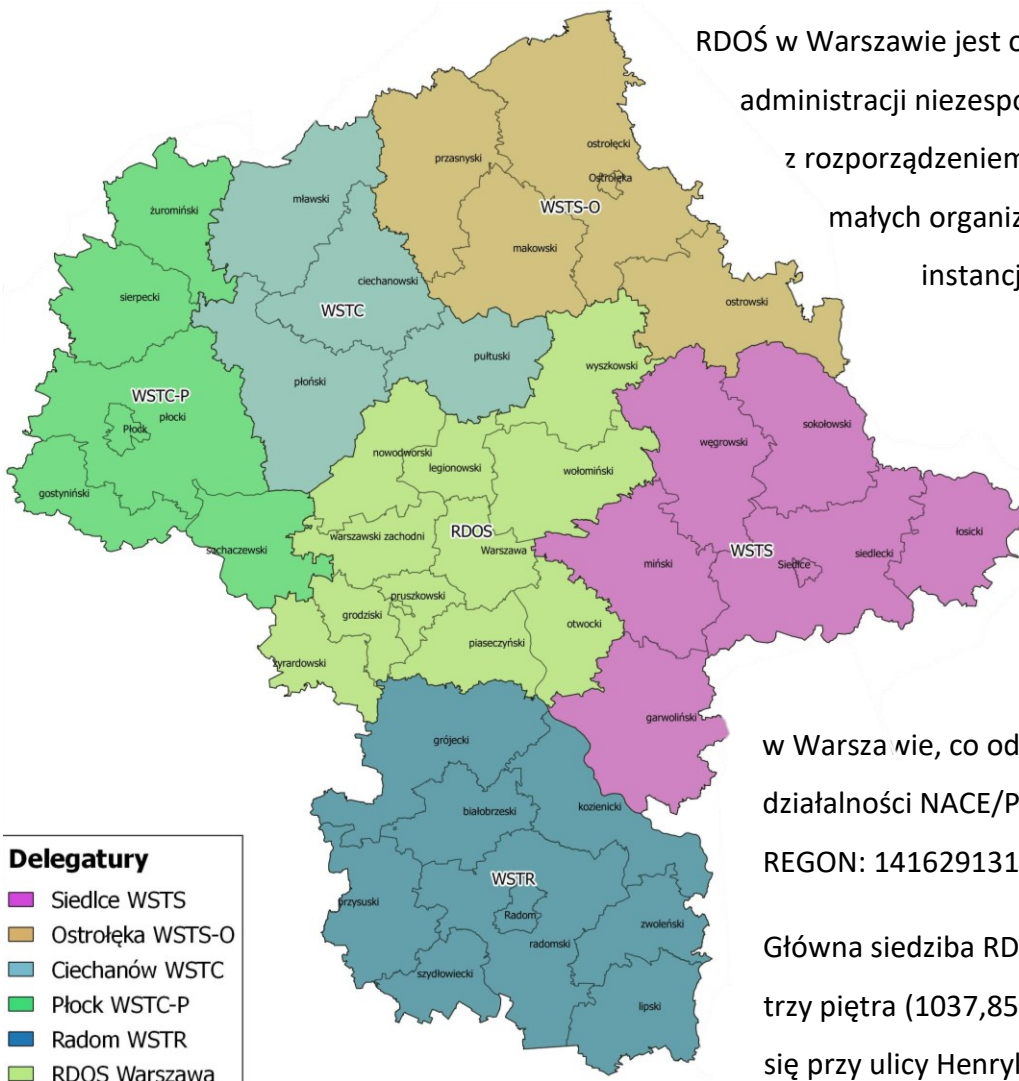 RDOŚ w Warszawie jest o
administracji niezespo
z rozporządzeniem
małych organiz
instancj
ostrołęcki
przasnyski
Ostrołęka
WSTS-O
mławski
żuromiński
makowski
ciechanowski
sierpecki
WSTC
ostrowski
pułtuski
wyszkowski
płoński
WSTC-P
płocki
Płock
sokołowski
węgrowski
nowodworski
legionowski
wołomiński
gostyniński
RDOS
warszawski zachodni
Warszawa
sochaczewski
WSTS
siedlecki
łosicki
miński
Siedlce
pruszkowski
grodziski
otwocki
piaseczyński
żyrardowski
garwoliński
grójecki
w Warszawie, co od
działalności NACE/P
REGON: 141629131
białobrzeski
kozienicki
WSTR
przysuski
Radom
radomski
zwoleński
szydłowiecki
lipski
Główna siedziba RD
trzy piętra (1037,85
się przy ulicy Henryk
Delegatury
Siedlce WSTS
Ostrołęka WSTS-O
Ciechanów WSTC
Płock WSTC-P
Radom WSTR
RDOS Warszawa